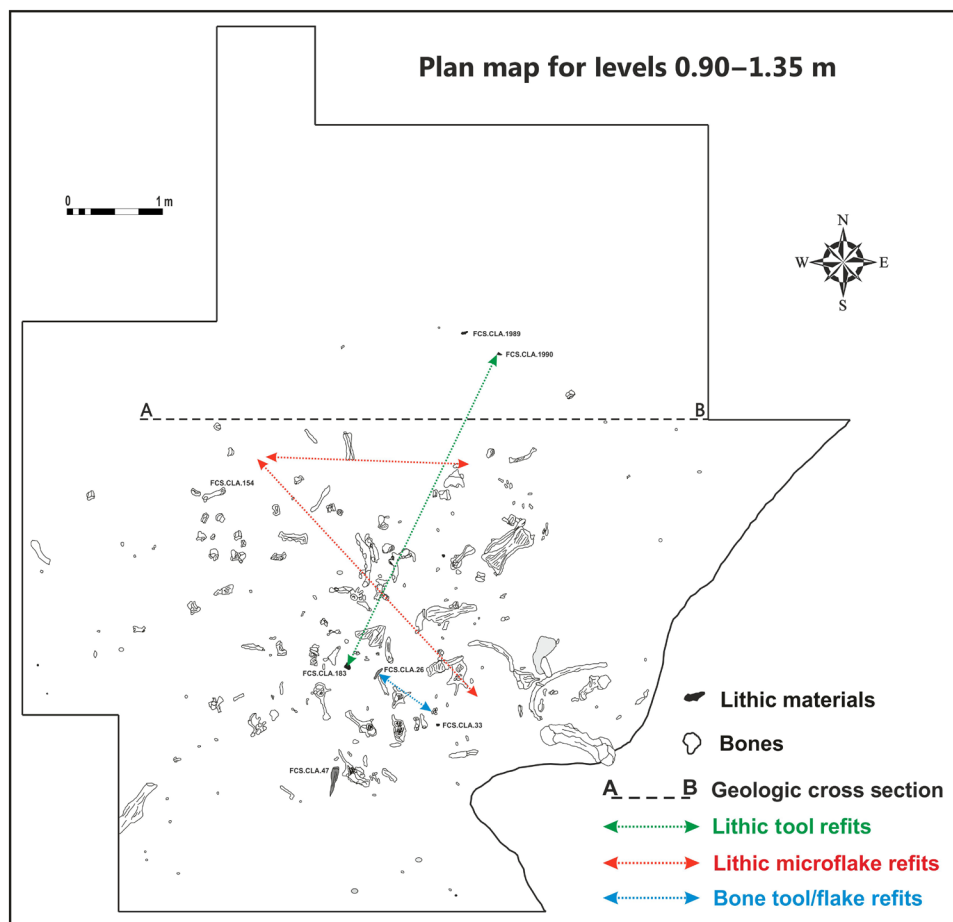 Plan map for levels 0.90–1.35 m
0 1 m
N
W E
S
FCS.CLA.1989
FCS.CLA.1990
A B
FCS.CLA.154
FCS.CLA.183
FCS.CLA.26
FCS.CLA.33
FCS.CLA.47
Lithic materials
Bones
A B Geologic cross section
Lithic tool refits
Lithic microflake refits
Bone tool/flake refits